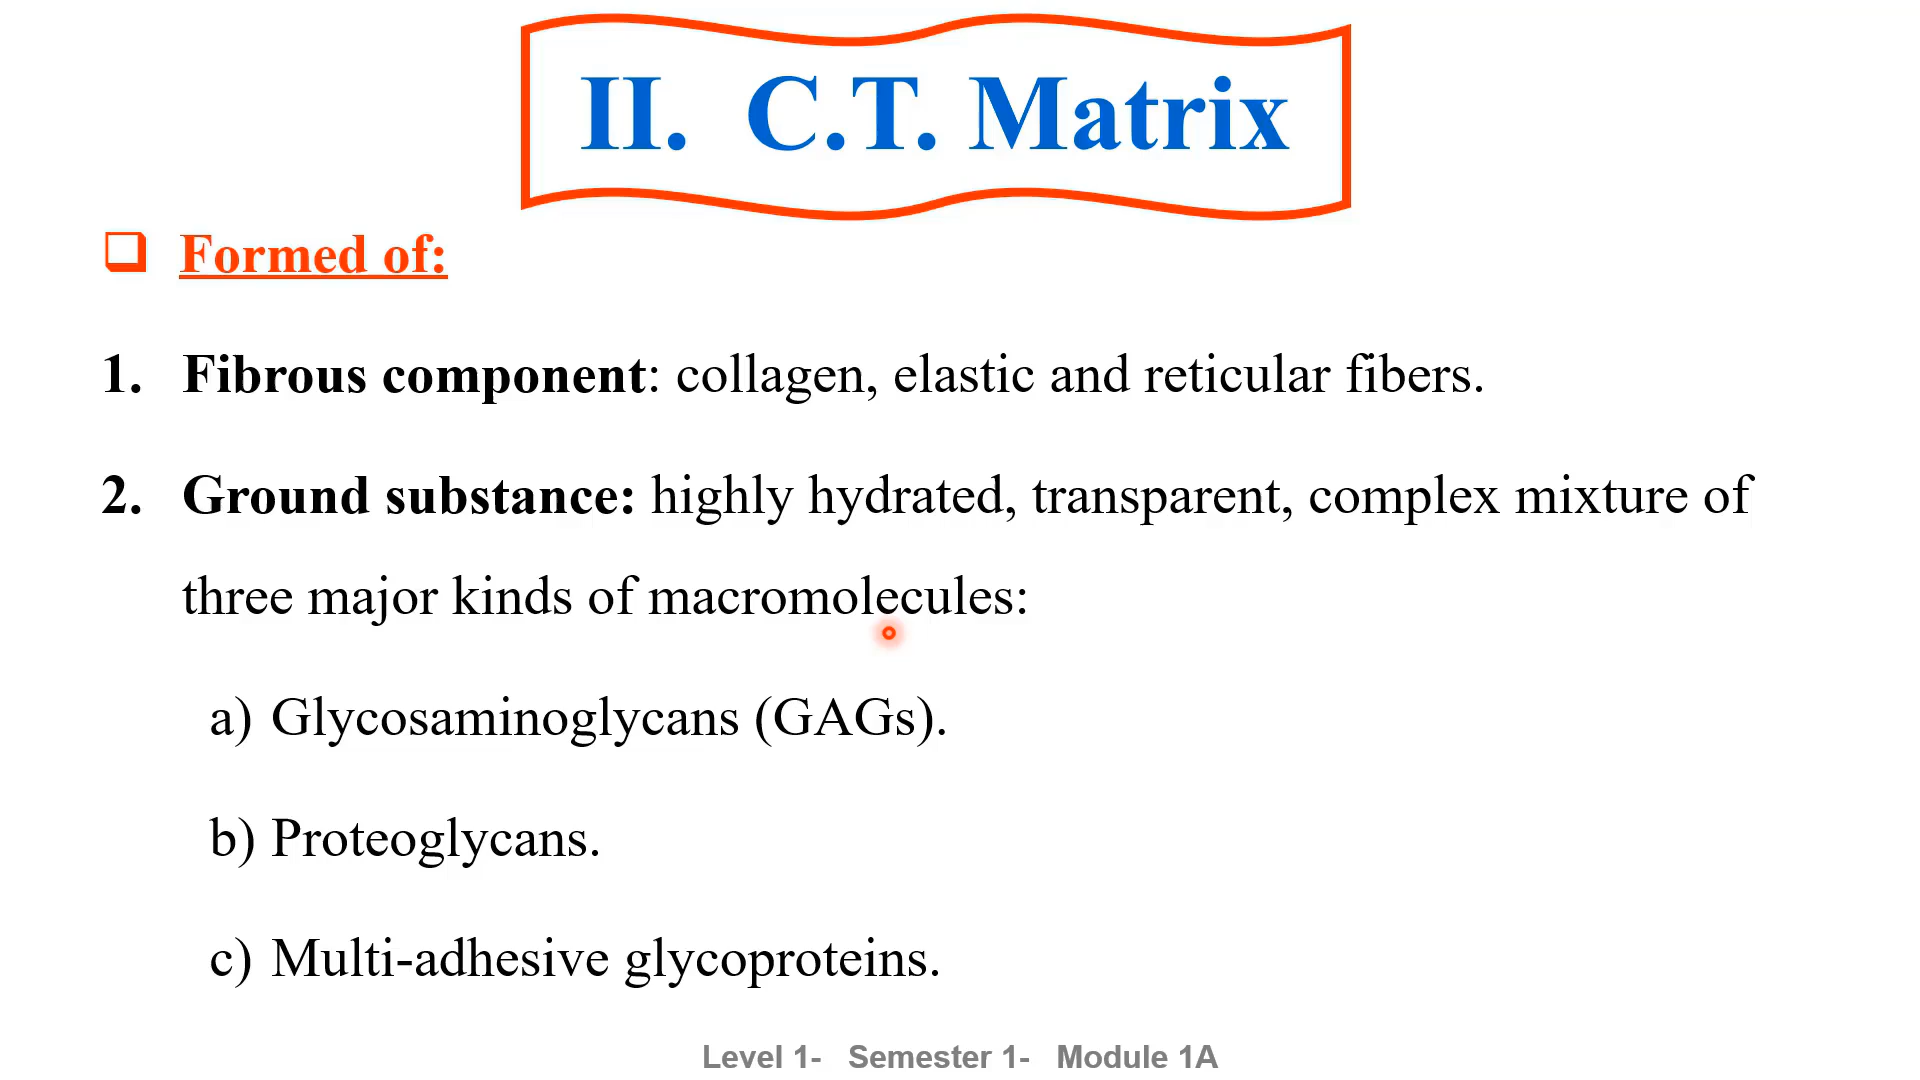 II. C.T. Matrix
❑ Formed of:
1. Fibrous component: collagen, elastic and reticular fibers.
2. Ground substance: highly hydrated, transparent, complex mixture of
three major kinds of macromolecules:
a) Glycosaminoglycans (GAGs).
b) Proteoglycans.
c) Multi-adhesive glycoproteins.
Level 1- Semester 1- Module 1A